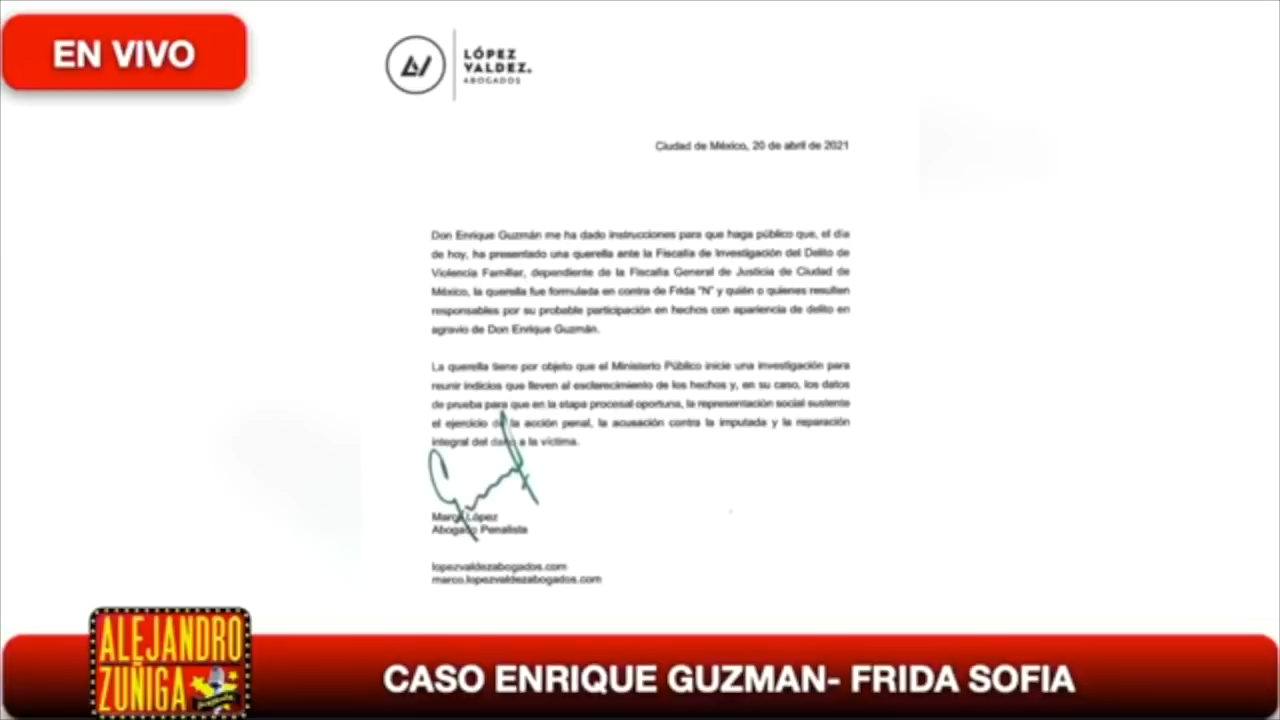 EN VIVO
LÓPEZ
VALDEZ.
ABOGADOS
Ciudad de México, 20 de abril de 2021
Don Enrique Guzmán me ha dado instrucciones para que haga público que, el día
de hoy, ha presentado una querella ante la Fiscalía de Investigación del Delito de
Violencia Familiar, dependiente de la Fiscalía General de Justicia de Ciudad de
México, la querella fue formulada en contra de Frida "N" y quién o quienes resulten
responsables por su probable participación en hechos con apariencia de delito en
agravio de Don Enrique Guzmán.
La querella tiene por objeto que el Ministerio Público inicie una investigación para
reunir indicios que lleven al esclarecimiento de los hechos y, en su caso, los datos
de prueba para que en la etapa procesal oportuna, la representación social sustente
el ejercicio de la acción penal, la acusación contra la imputada y la reparación
integral del daño a la víctima.
Marco López
Abogado Penalista
lopezvaldezabogados.com
marco.lopezvaldezabogados.com
ALEJANDRO
ZUÑIGA
CASO ENRIQUE GUZMAN- FRIDA SOFIA